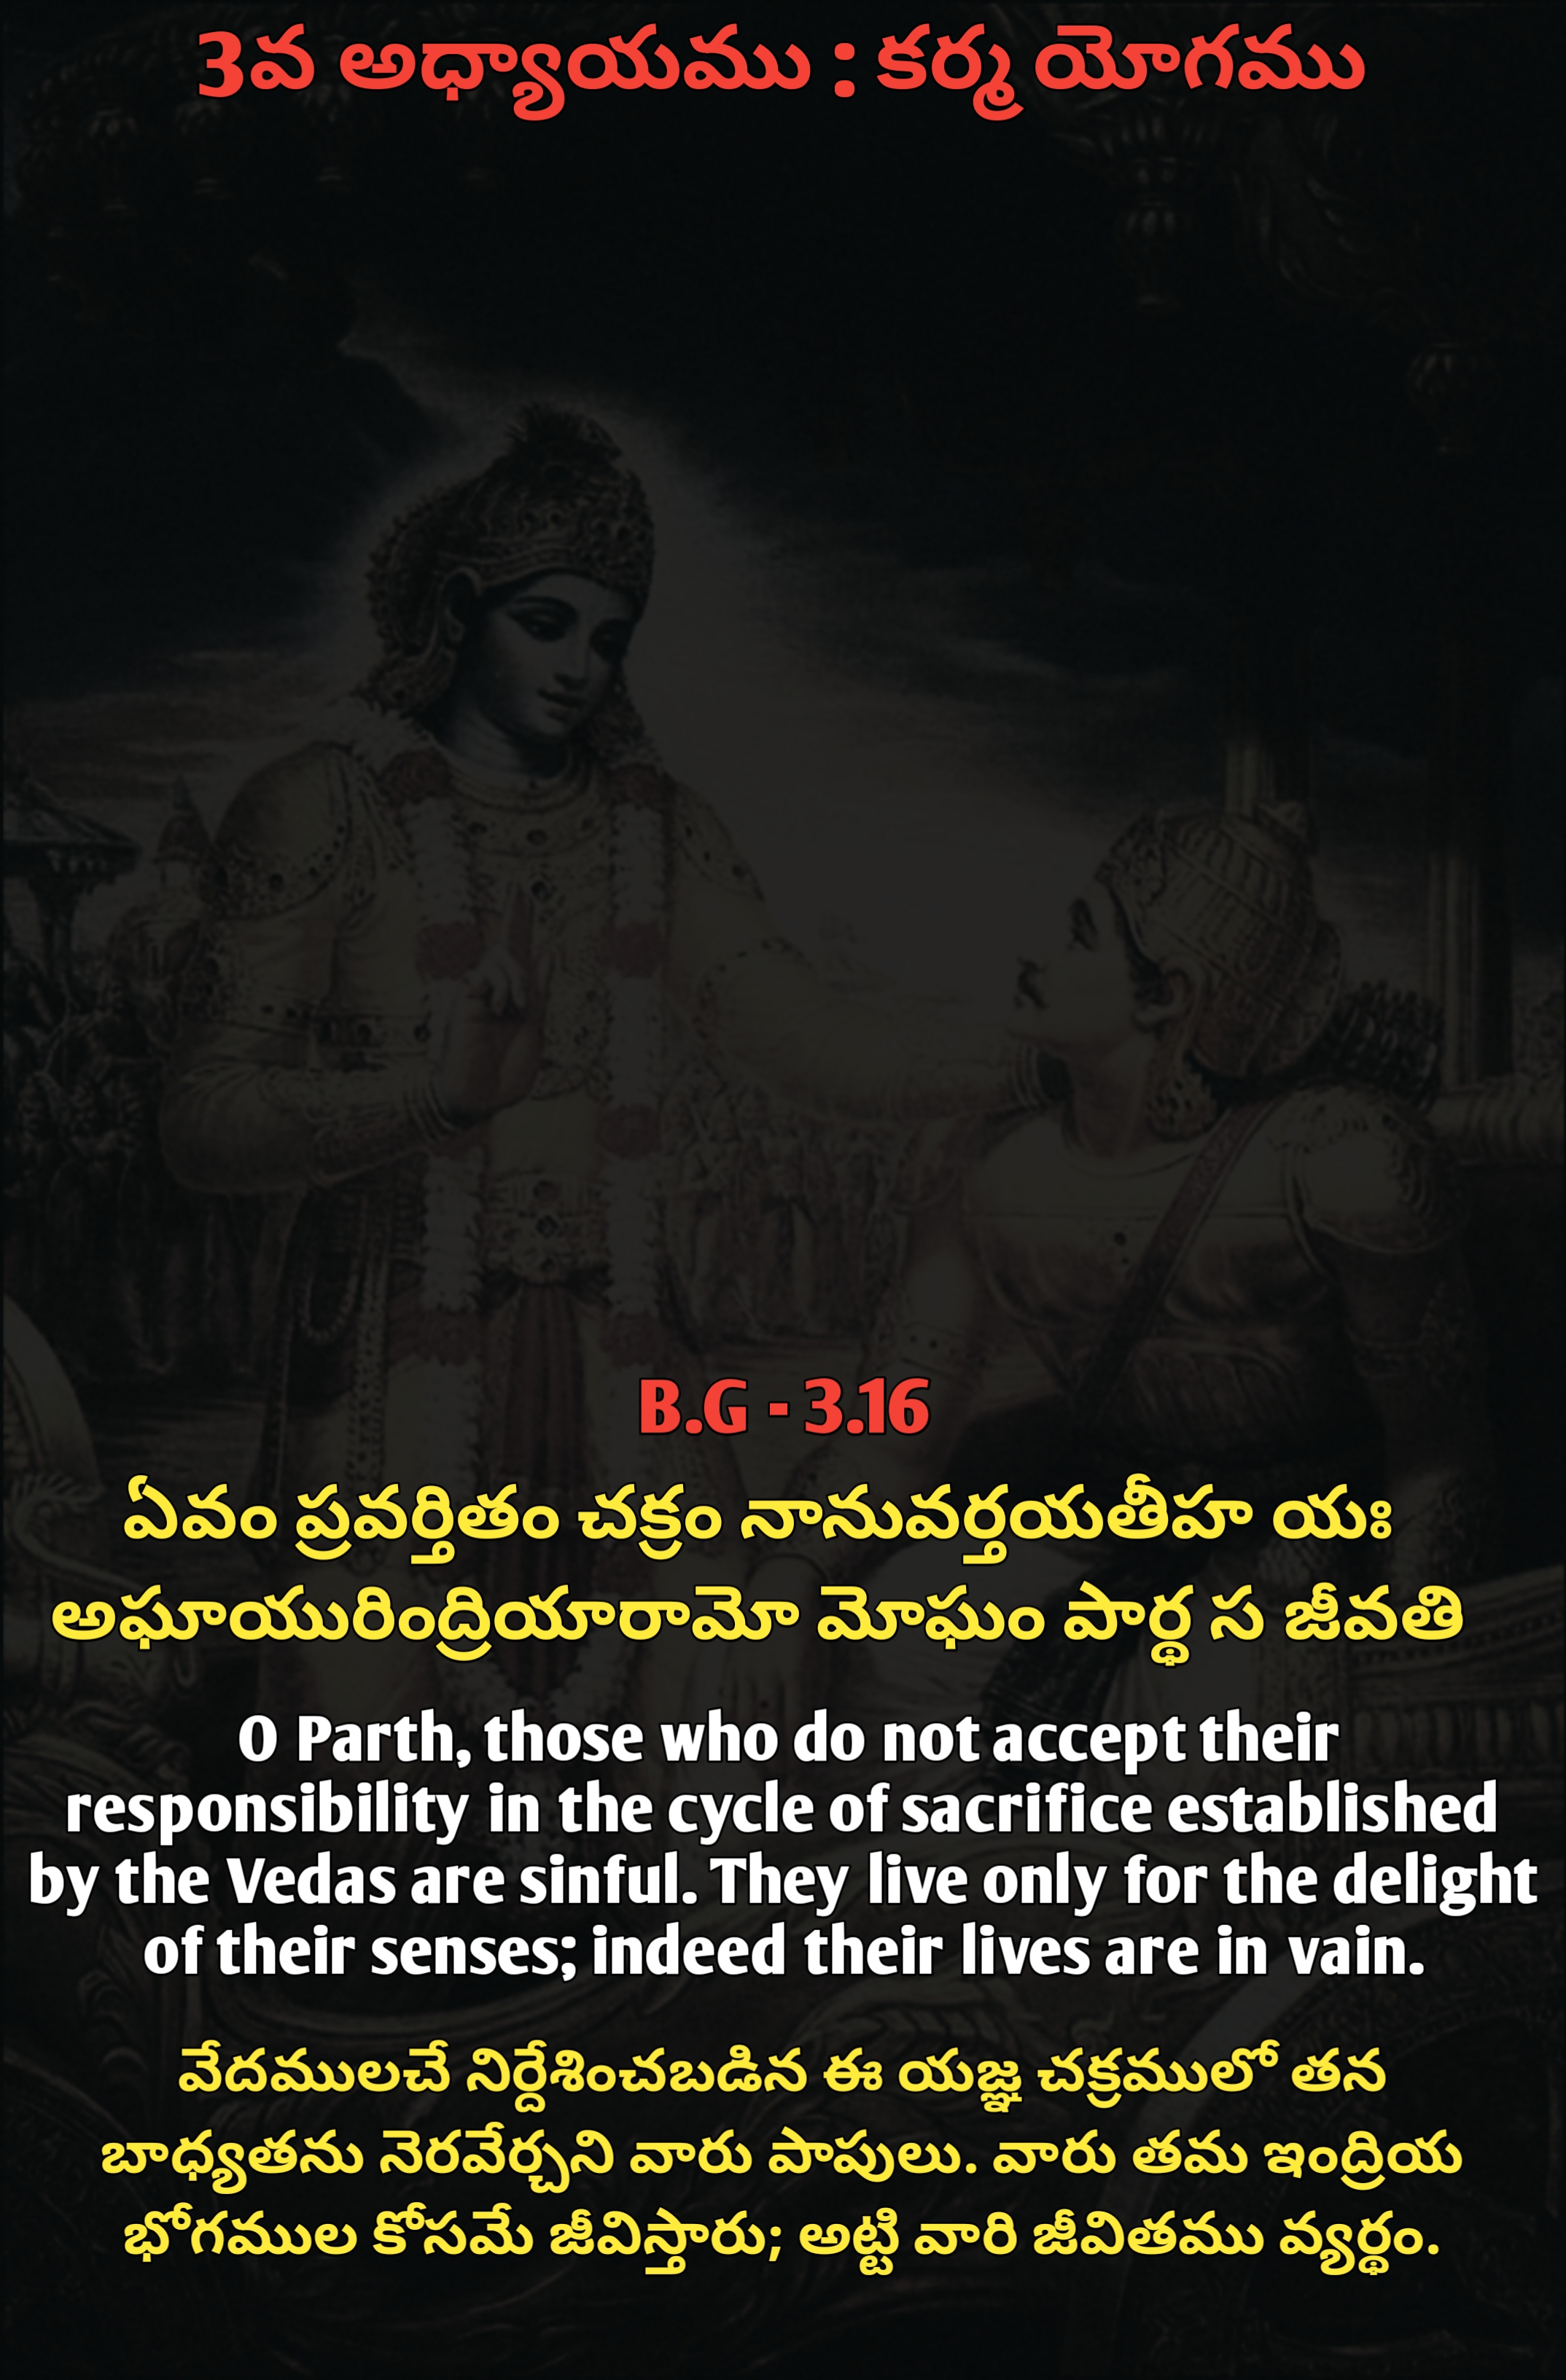 3వ అధ్యాయము : కర్మ యోగము
B.G - 3.16
ఏవం ప్రవర్తితం చక్రం నానువర్తయతీహ యః
అఘాయురింద్రియారామో మోఘం పార్థ స జీవతి
O Parth, those who do not accept their
responsibility in the cycle of sacrifice established
by the Vedas are sinful. They live only for the delight
of their senses; indeed their lives are in vain.
వేదములచే నిర్దేశించబడిన ఈ యజ్ఞ చక్రములో తన
బాధ్యతను నెరవేర్చని వారు పాపులు. వారు తమ ఇంద్రియ
భోగముల కోసమే జీవిస్తారు; అట్టి వారి జీవితము వ్యర్థం.